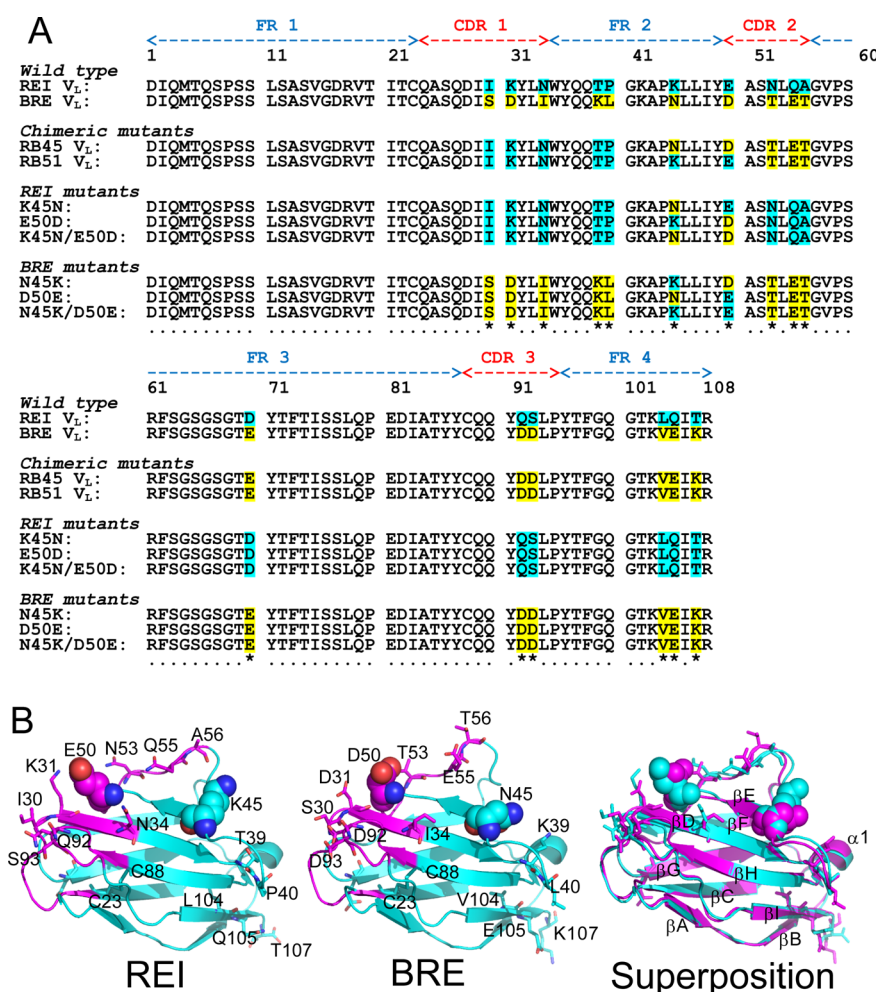 A
FR 1 CDR 1 FR 2 CDR 2
1 11 21 31 41 51 60
Wild type
REI VL: DIQMTQSPSS LSASVGDRVT ITCQASQDII KYLNWYQQTP GKAPKLLIYE ASNLQAGVPS
BRE VL: DIQMTQSPSS LSASVGDRVT ITCQASQDIS DYLIWYQQKL GKAPNLLIYD ASTLETGVPS
Chimeric mutants
RB45 VL: DIQMTQSPSS LSASVGDRVT ITCQASQDII KYLNWYQQTP GKAPNLLIYD ASTLETGVPS
RB51 VL: DIQMTQSPSS LSASVGDRVT ITCQASQDII KYLNWYQQTP GKAPKLLIYE ASTLETGVPS
REI mutants
K45N: DIQMTQSPSS LSASVGDRVT ITCQASQDII KYLNWYQQTP GKAPNLLIYE ASNLQAGVPS
E50D: DIQMTQSPSS LSASVGDRVT ITCQASQDII KYLNWYQQTP GKAPKLLIYD ASNLQAGVPS
K45N/E50D: DIQMTQSPSS LSASVGDRVT ITCQASQDII KYLNWYQQTP GKAPNLLIYD ASNLQAGVPS
BRE mutants
N45K: DIQMTQSPSS LSASVGDRVT ITCQASQDIS DYLIWYQQKL GKAPKLLIYD ASTLETGVPS
D50E: DIQMTQSPSS LSASVGDRVT ITCQASQDIS DYLIWYQQKL GKAPNLLIYE ASTLETGVPS
N45K/D50E: DIQMTQSPSS LSASVGDRVT ITCQASQDIS DYLIWYQQKL GKAPKLLIYE ASTLETGVPS
.......... .......... .........* *..*....** ....*....* ..*.**....
FR 3 CDR 3 FR 4
61 71 81 91 101 108
Wild type
REI VL: RFSGSGSGTD YTFTISSLQP EDIATYYCQQ YQSLPYTFGQ GTKLQITR
BRE VL: RFSGSGSGTE YTFTISSLQP EDIATYYCQQ YDDLPYTFGQ GTKVEIKR
Chimeric mutants
RB45 VL: RFSGSGSGTE YTFTISSLQP EDIATYYCQQ YDDLPYTFGQ GTKVEIKR
RB51 VL: RFSGSGSGTE YTFTISSLQP EDIATYYCQQ YDDLPYTFGQ GTKVEIKR
REI mutants
K45N: RFSGSGSGTD YTFTISSLQP EDIATYYCQQ YQSLPYTFGQ GTKLQITR
E50D: RFSGSGSGTD YTFTISSLQP EDIATYYCQQ YQSLPYTFGQ GTKLQITR
K45N/E50D: RFSGSGSGTD YTFTISSLQP EDIATYYCQQ YQSLPYTFGQ GTKLQITR
BRE mutants
N45K: RFSGSGSGTE YTFTISSLQP EDIATYYCQQ YDDLPYTFGQ GTKVEIKR
D50E: RFSGSGSGTE YTFTISSLQP EDIATYYCQQ YDDLPYTFGQ GTKVEIKR
N45K/D50E: RFSGSGSGTE YTFTISSLQP EDIATYYCQQ YDDLPYTFGQ GTKVEIKR
.........* .......... .......... .**....... ...**.*.
B
E50 N53 Q55 A56
K31
I30
K45
N34
Q92
S93
T39
C88
P40
C23 L104
Q105 T107
REI
T56
D50 T53
E55
D31
N45
S30
D92 I34
K39
D93
C88
L40
C23 V104
E105 K107
BRE
βE
βD βF
α1
βG βH
βC
βA βI
βB
Superposition